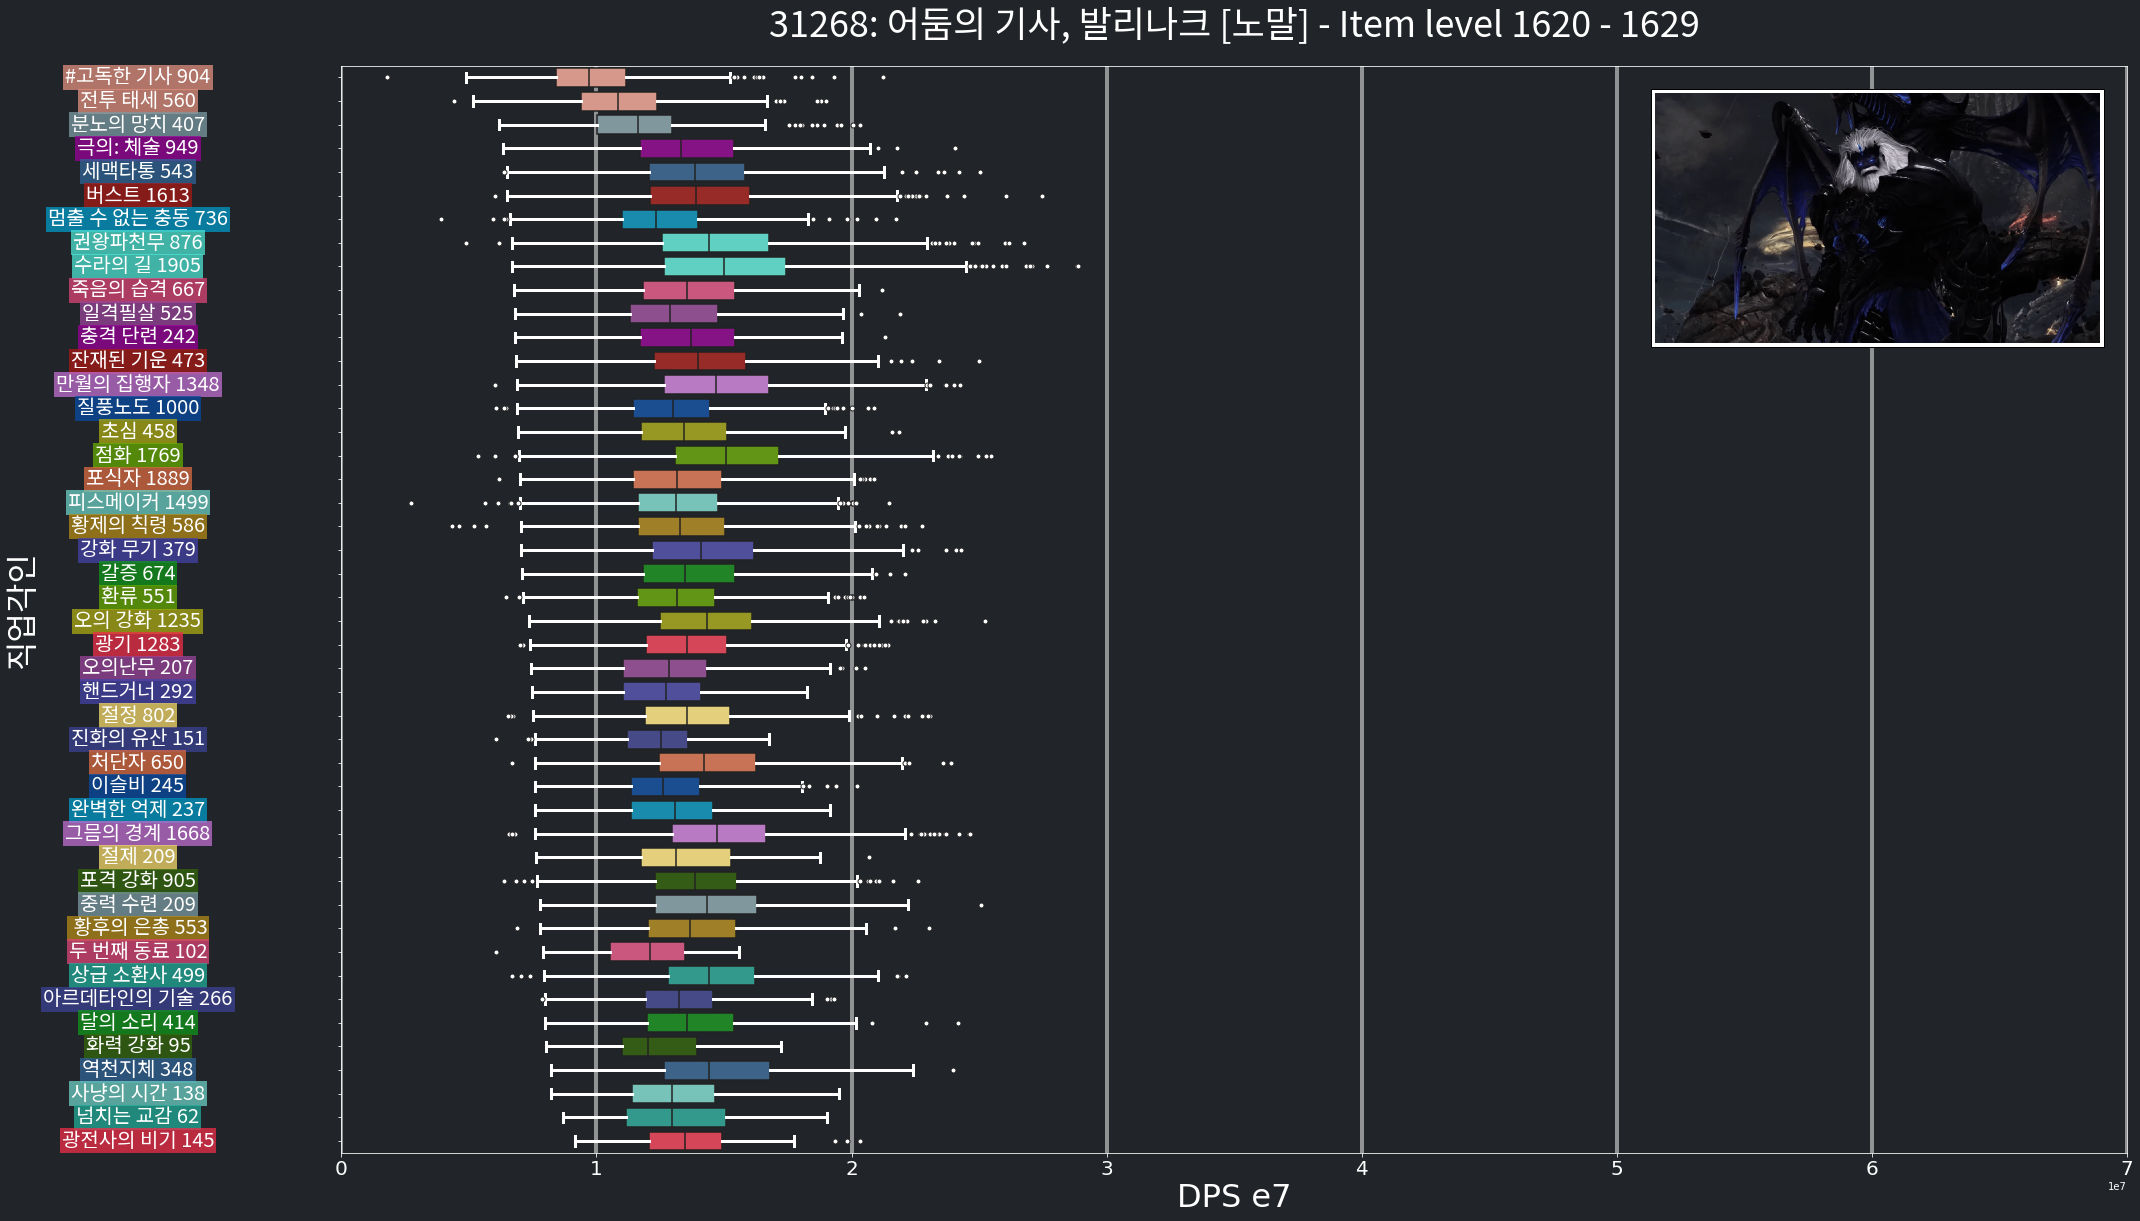 31268: 어둠의 기사, 발리나크 [노말] - Item level 1620 - 1629
#고독한 기사 904
전투 태세 560
분노의 망치 407
극의: 체술 949
세맥타통 543
버스트 1613
멈출 수 없는 충동 736
권왕파천무 876
수라의 길 1905
죽음의 습격 667
일격필살 525
충격 단련 242
잔재된 기운 473
만월의 집행자 1348
질풍노도 1000
초심 458
점화 1769
포식자 1889
피스메이커 1499
황제의 칙령 586
강화 무기 379
갈증 674
환류 551
오의 강화 1235
광기 1283
오의난무 207
핸드거너 292
절정 802
진화의 유산 151
처단자 650
이슬비 245
완벽한 억제 237
그믐의 경계 1668
절제 209
포격 강화 905
중력 수련 209
황후의 은총 553
두 번째 동료 102
상급 소환사 499
아르데타인의 기술 266
달의 소리 414
화력 강화 95
역천지체 348
사냥의 시간 138
넘치는 교감 62
광전사의 비기 145
직업각인
0 1 2 3 4 5 6 7
1e7
DPS e7